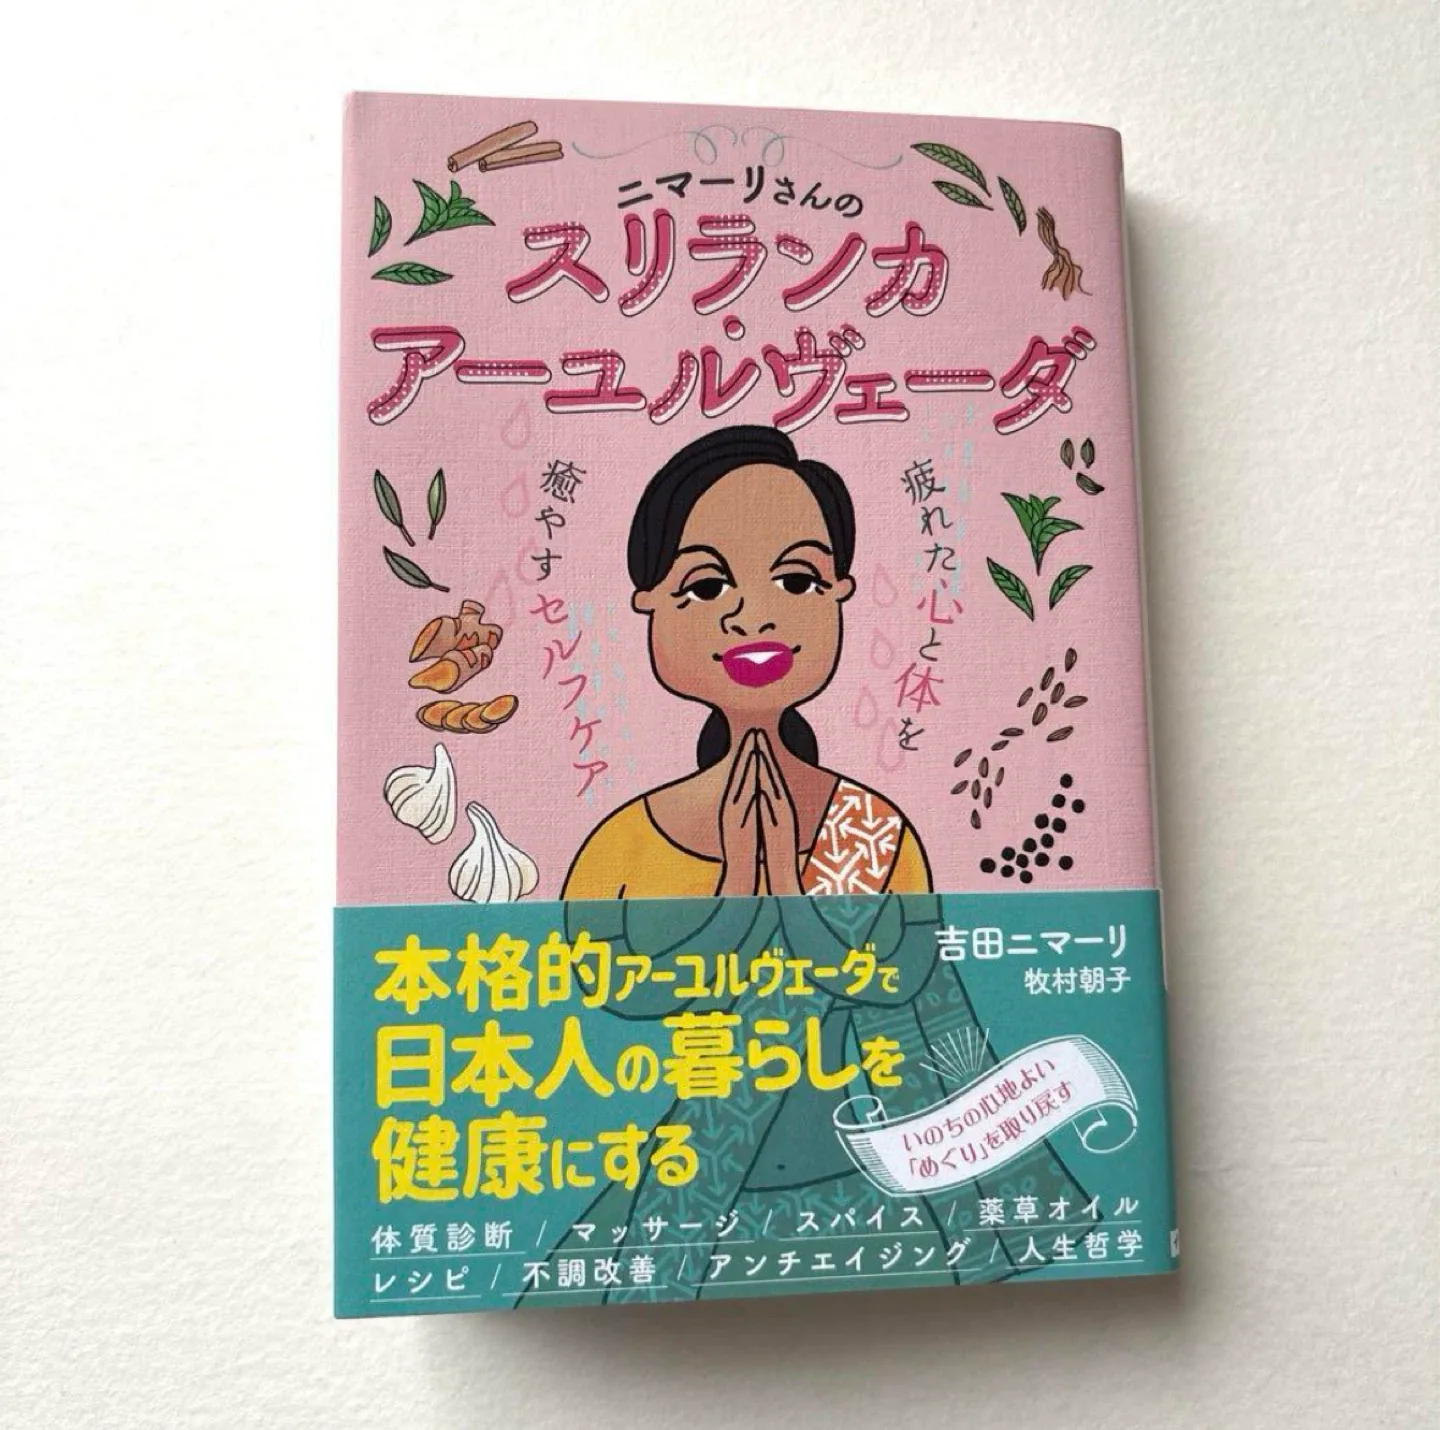 ニマーリさんの
スリランカ・
アーユルヴェーダ
疲れた心と体を
癒やすセルフケア
吉田ニマーリ
牧村朝子
本格的アーユルヴェーダで
日本人の暮らしを
健康にする
いのちの心地よい
「めぐり」を取り戻す
体質診断 / マッサージ / スパイス / 薬草オイル
レシピ / 不調改善 / アンチエイジング / 人生哲学